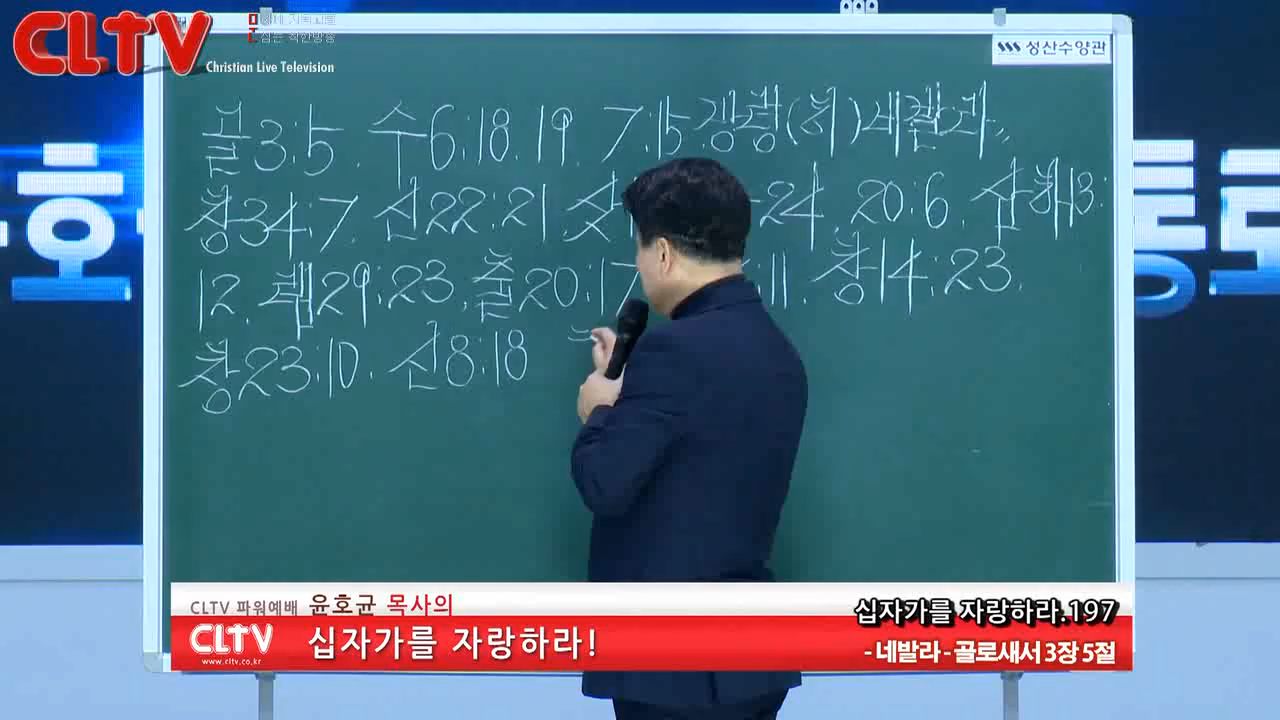 CLTV
Christian Live Television
성산수양관
골3:5. 수6:18. 19. 7:15. 강령(히)네발라,,
창34:7. 신22:21. 24. 20:6. 삼하13:
12. 렘29:23. 출20:17 :11. 창14:23.
창23:10. 신8:18
CLTV 파워예배 윤호균 목사의
십자가를 자랑하라.197
CLTV
www.cltv.co.kr
십자가를 자랑하라!
- 네발라 - 골로새서 3장 5절